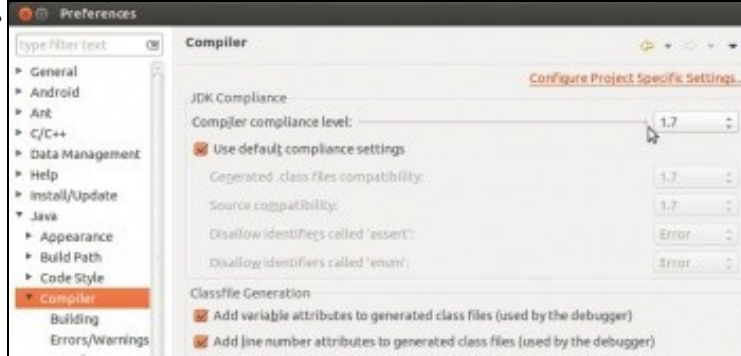 Preferences
type filter text
Compiler
General
Android
Ant
C/C++
Data Management
Help
Install/Update
Java
Appearance
Build Path
Code Style
Compiler
Building
Errors/Warnings
Configure Project Specific Settings..
JDK Compliance
Compiler compliance level: 1.7
Use default compliance settings
Generated .class files compatibility: 1.7
Source compatibility: 1.7
Disallow identifiers called 'assert': Error
Disallow identifiers called 'enum': Error
Classfile Generation
Add variable attributes to generated class files (used by the debugger)
Add line number attributes to generated class files (used by the debugger)